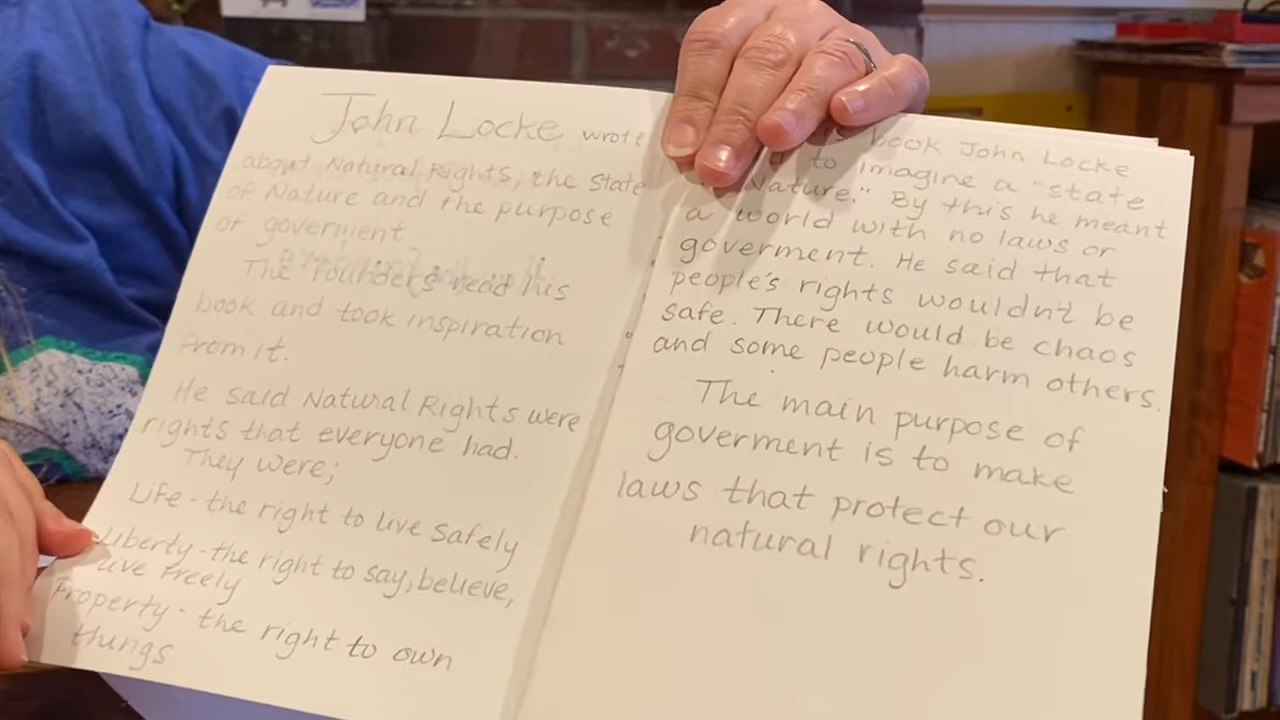 John Locke wrote
about Natural Rights, the State
of Nature and the purpose
of goverment
The Founders read his
book and took inspiration
From it.
He said Natural Rights were
rights that everyone had.
They were;
Life - the right to live safely
Liberty - the right to say, believe,
live freely
Property - the right to own
things
book John Locke
to imagine a "state
Nature." By this he meant
a world with no laws or
goverment. He said that
people's rights wouldn't be
safe. There would be chaos
and some people harm others.
The main purpose of
goverment is to make
laws that protect our
natural rights.